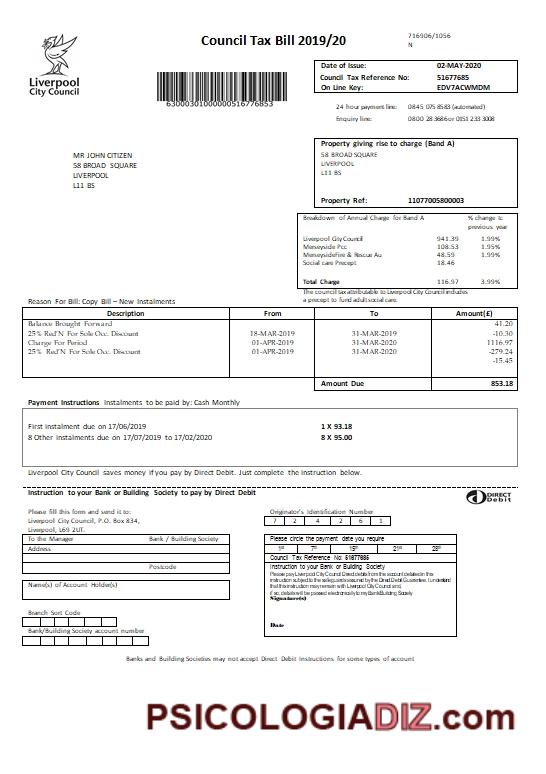 Council Tax Bill 2019/20
716906/1056
N
Liverpool
City Council
63000301000000516776853
Date of Issue: 02-MAY-2020
Council Tax Reference No: 51677685
On Line Key: EDV7ACWMDM
24 hour payment line: 0845 075 8583 (automated)
Enquiry line: 0800 28 3686 or 0151 233 3008
MR JOHN CITIZEN
58 BROAD SQUARE
LIVERPOOL
L11 BS
Property giving rise to charge (Band A)
58 BROAD SQUARE
LIVERPOOL
L11 BS
Property Ref: 11077005800003
Breakdown of Annual Charge for Band A % change to
previous year
Liverpool City Council 941.39 1.99%
Merseyside Pcc 108.53 1.95%
Merseyside Fire & Rescue Au 48.59 1.99%
Social care Precept 18.46
Total Charge 116.97 3.99%
The council tax attributable to Liverpool City Council includes
a precept to fund adult social care.
Reason For Bill: Copy Bill – New Instalments
Description From To Amount(£)
Balance Brought Forward 41.20
25% Red'N For Sole Occ. Discount 18-MAR-2019 31-MAR-2019 -10.30
Charge For Period 01-APR-2019 31-MAR-2020 1116.97
25% Red'N For Sole Occ. Discount 01-APR-2019 31-MAR-2020 -279.24
-15.45
Amount Due 853.18
Payment Instructions Instalments to be paid by: Cash Monthly
First instalment due on 17/06/2019 1 X 93.18
8 Other instalments due on 17/07/2019 to 17/02/2020 8 X 95.00
Liverpool City Council saves money if you pay by Direct Debit. Just complete the instruction below.
Instruction to your Bank or Building Society to pay by Direct Debit
DIRECT
Debit
Please fill this form and send it to:
Liverpool City Council, P.O. Box 834,
Liverpool, L69 2UT.
To the Manager Bank / Building Society
Address
Postcode
Name(s) of Account Holder(s)
Branch Sort Code
Bank/Building Society account number
Originator's Identification Number
7 2 4 2 6 1
Please circle the payment date you require
1st 7th 15th 21st 28th
Council Tax Reference No: 51677685
Instruction to your Bank or Building Society
Please pay Liverpool City Council Direct debits from the account detailed in this
instruction subject to the safeguards assured by the Direct Debit Guarantee. I understand
that this instruction may remain with Liverpool City Council and,
if so, details will be passed electronically to my Bank/Building Society
Signature(s)
Date
Banks and Building Societies may not accept Direct Debit Instructions for some types of account
PSICOLOGIADIZ.com